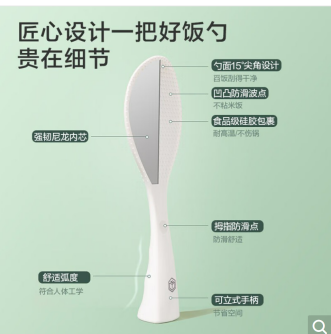 匠心设计一把好饭勺
贵在细节
勺面15°尖角设计
舀饭刮得干净
凹凸防滑波点
不粘米饭
食品级硅胶包裹
耐高温/不伤锅
强韧尼龙内芯
拇指防滑点
防滑舒适
舒适弧度
符合人体工学
可立式手柄
节省空间